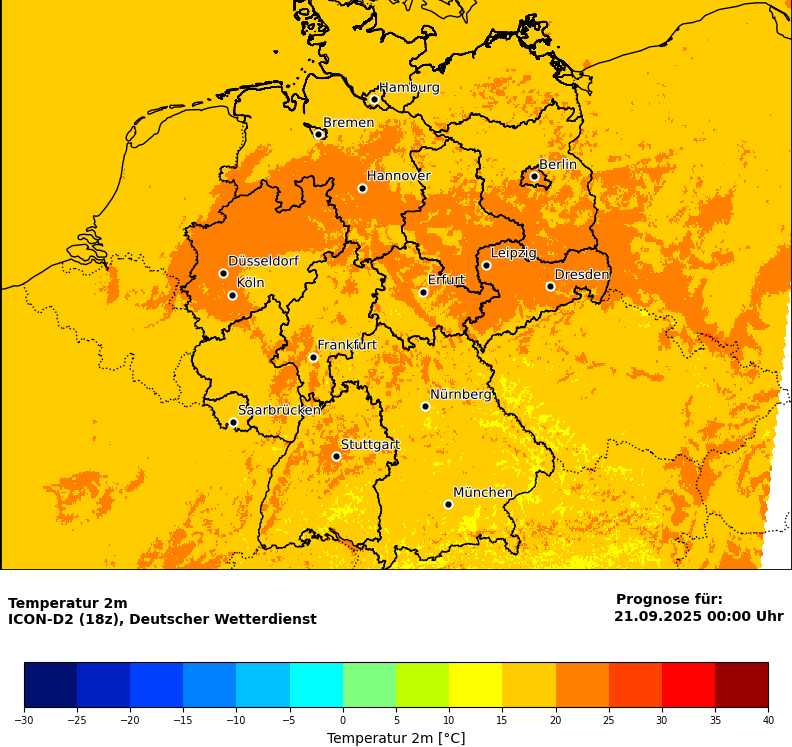 Hamburg
Bremen
Berlin
Hannover
Leipzig
Düsseldorf
Dresden
Köln
Erfurt
Frankfurt
Nürnberg
Saarbrücken
Stuttgart
München
Temperatur 2m
ICON-D2 (18z), Deutscher Wetterdienst
Prognose für:
21.09.2025 00:00 Uhr
−30 −25 −20 −15 −10 −5 0 5 10 15 20 25 30 35 40
Temperatur 2m [°C]